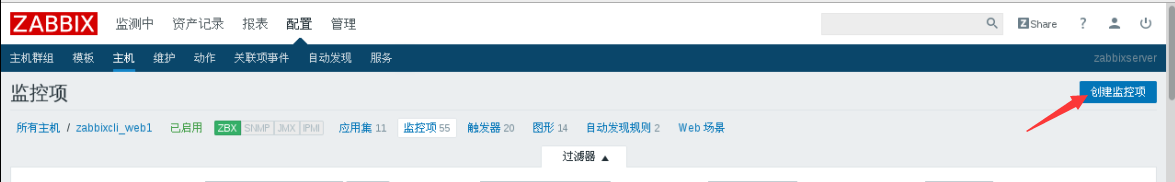 ZABBIX 监测中 资产记录 报表 配置 管理 Z Share ?
主机群组 模板 主机 维护 动作 关联项事件 自动发现 服务 zabbixserver
监控项 创建监控项
所有主机 / zabbixcli_web1 已启用 ZBX SNMP JMX IPMI 应用集 11 监控项 55 触发器 20 图形 14 自动发现规则 2 Web 场景
过滤器 ▲